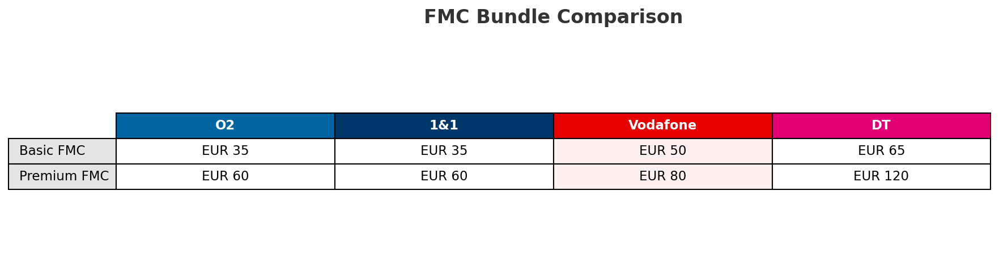 FMC Bundle Comparison
O2 1&1 Vodafone DT
Basic FMC EUR 35 EUR 35 EUR 50 EUR 65
Premium FMC EUR 60 EUR 60 EUR 80 EUR 120